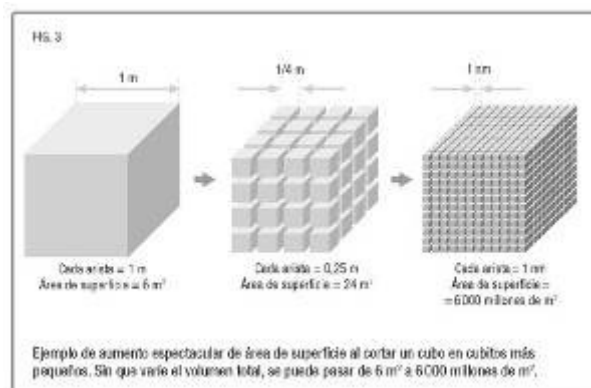 FIG. 3
1 m
1/4 m
1 nm
Cada arista = 1 m
Área de superficie = 6 m²
Cada arista = 0,25 m
Área de superficie = 24 m²
Cada arista = 1 nm
Área de superficie =
= 6000 millones de m².
Ejemplo de aumento espectacular de área de superficie al cortar un cubo en cubitos más
pequeños. Sin que varíe el volumen total, se puede pasar de 6 m² a 6000 millones de m².